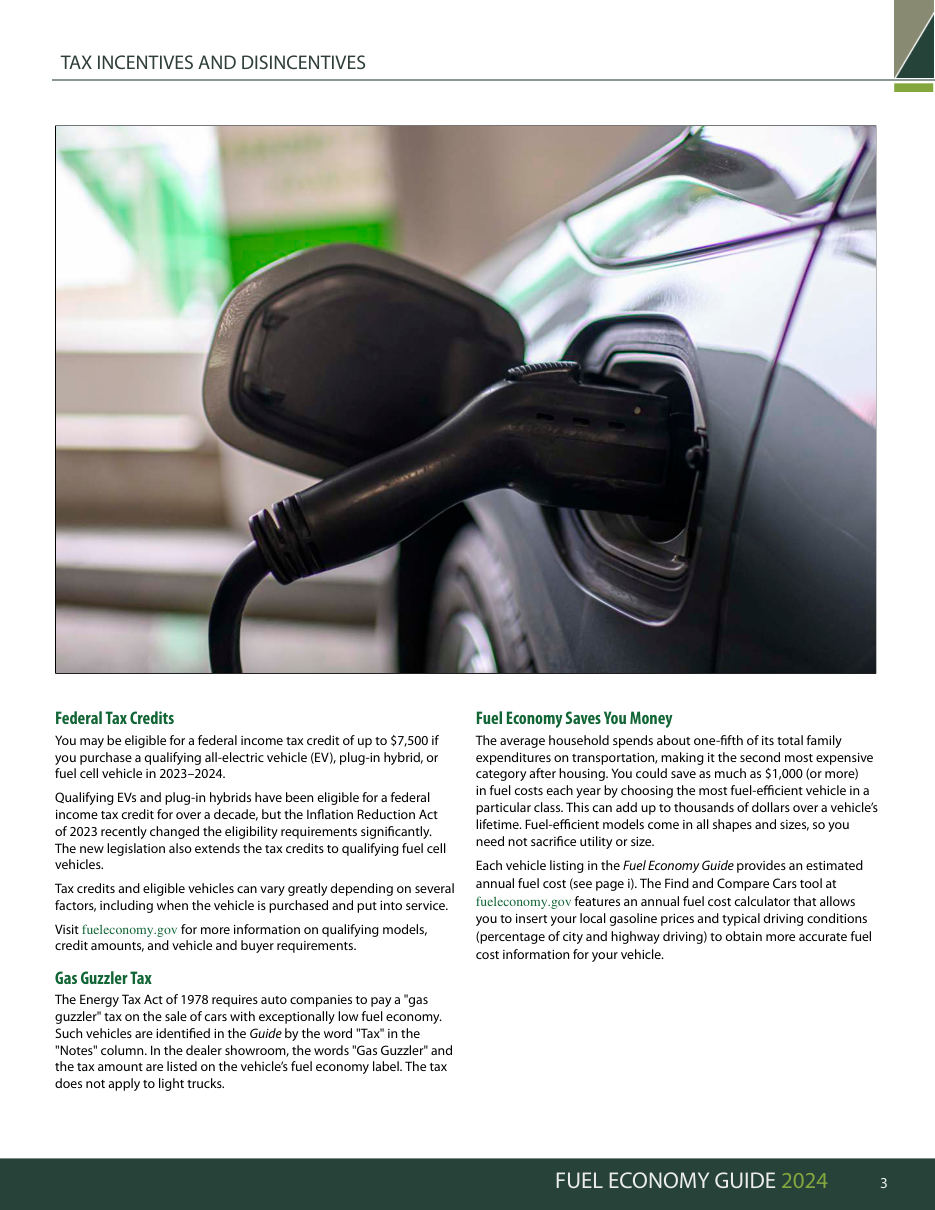 TAX INCENTIVES AND DISINCENTIVES
Federal Tax Credits
You may be eligible for a federal income tax credit of up to $7,500 if
you purchase a qualifying all-electric vehicle (EV), plug-in hybrid, or
fuel cell vehicle in 2023–2024.
Qualifying EVs and plug-in hybrids have been eligible for a federal
income tax credit for over a decade, but the Inflation Reduction Act
of 2023 recently changed the eligibility requirements significantly.
The new legislation also extends the tax credits to qualifying fuel cell
vehicles.
Tax credits and eligible vehicles can vary greatly depending on several
factors, including when the vehicle is purchased and put into service.
Visit fueleconomy.gov for more information on qualifying models,
credit amounts, and vehicle and buyer requirements.
Gas Guzzler Tax
The Energy Tax Act of 1978 requires auto companies to pay a "gas
guzzler" tax on the sale of cars with exceptionally low fuel economy.
Such vehicles are identified in the Guide by the word "Tax" in the
"Notes" column. In the dealer showroom, the words "Gas Guzzler" and
the tax amount are listed on the vehicle's fuel economy label. The tax
does not apply to light trucks.
Fuel Economy Saves You Money
The average household spends about one-fifth of its total family
expenditures on transportation, making it the second most expensive
category after housing. You could save as much as $1,000 (or more)
in fuel costs each year by choosing the most fuel-efficient vehicle in a
particular class. This can add up to thousands of dollars over a vehicle's
lifetime. Fuel-efficient models come in all shapes and sizes, so you
need not sacrifice utility or size.
Each vehicle listing in the Fuel Economy Guide provides an estimated
annual fuel cost (see page i). The Find and Compare Cars tool at
fueleconomy.gov features an annual fuel cost calculator that allows
you to insert your local gasoline prices and typical driving conditions
(percentage of city and highway driving) to obtain more accurate fuel
cost information for your vehicle.
FUEL ECONOMY GUIDE 2024 3